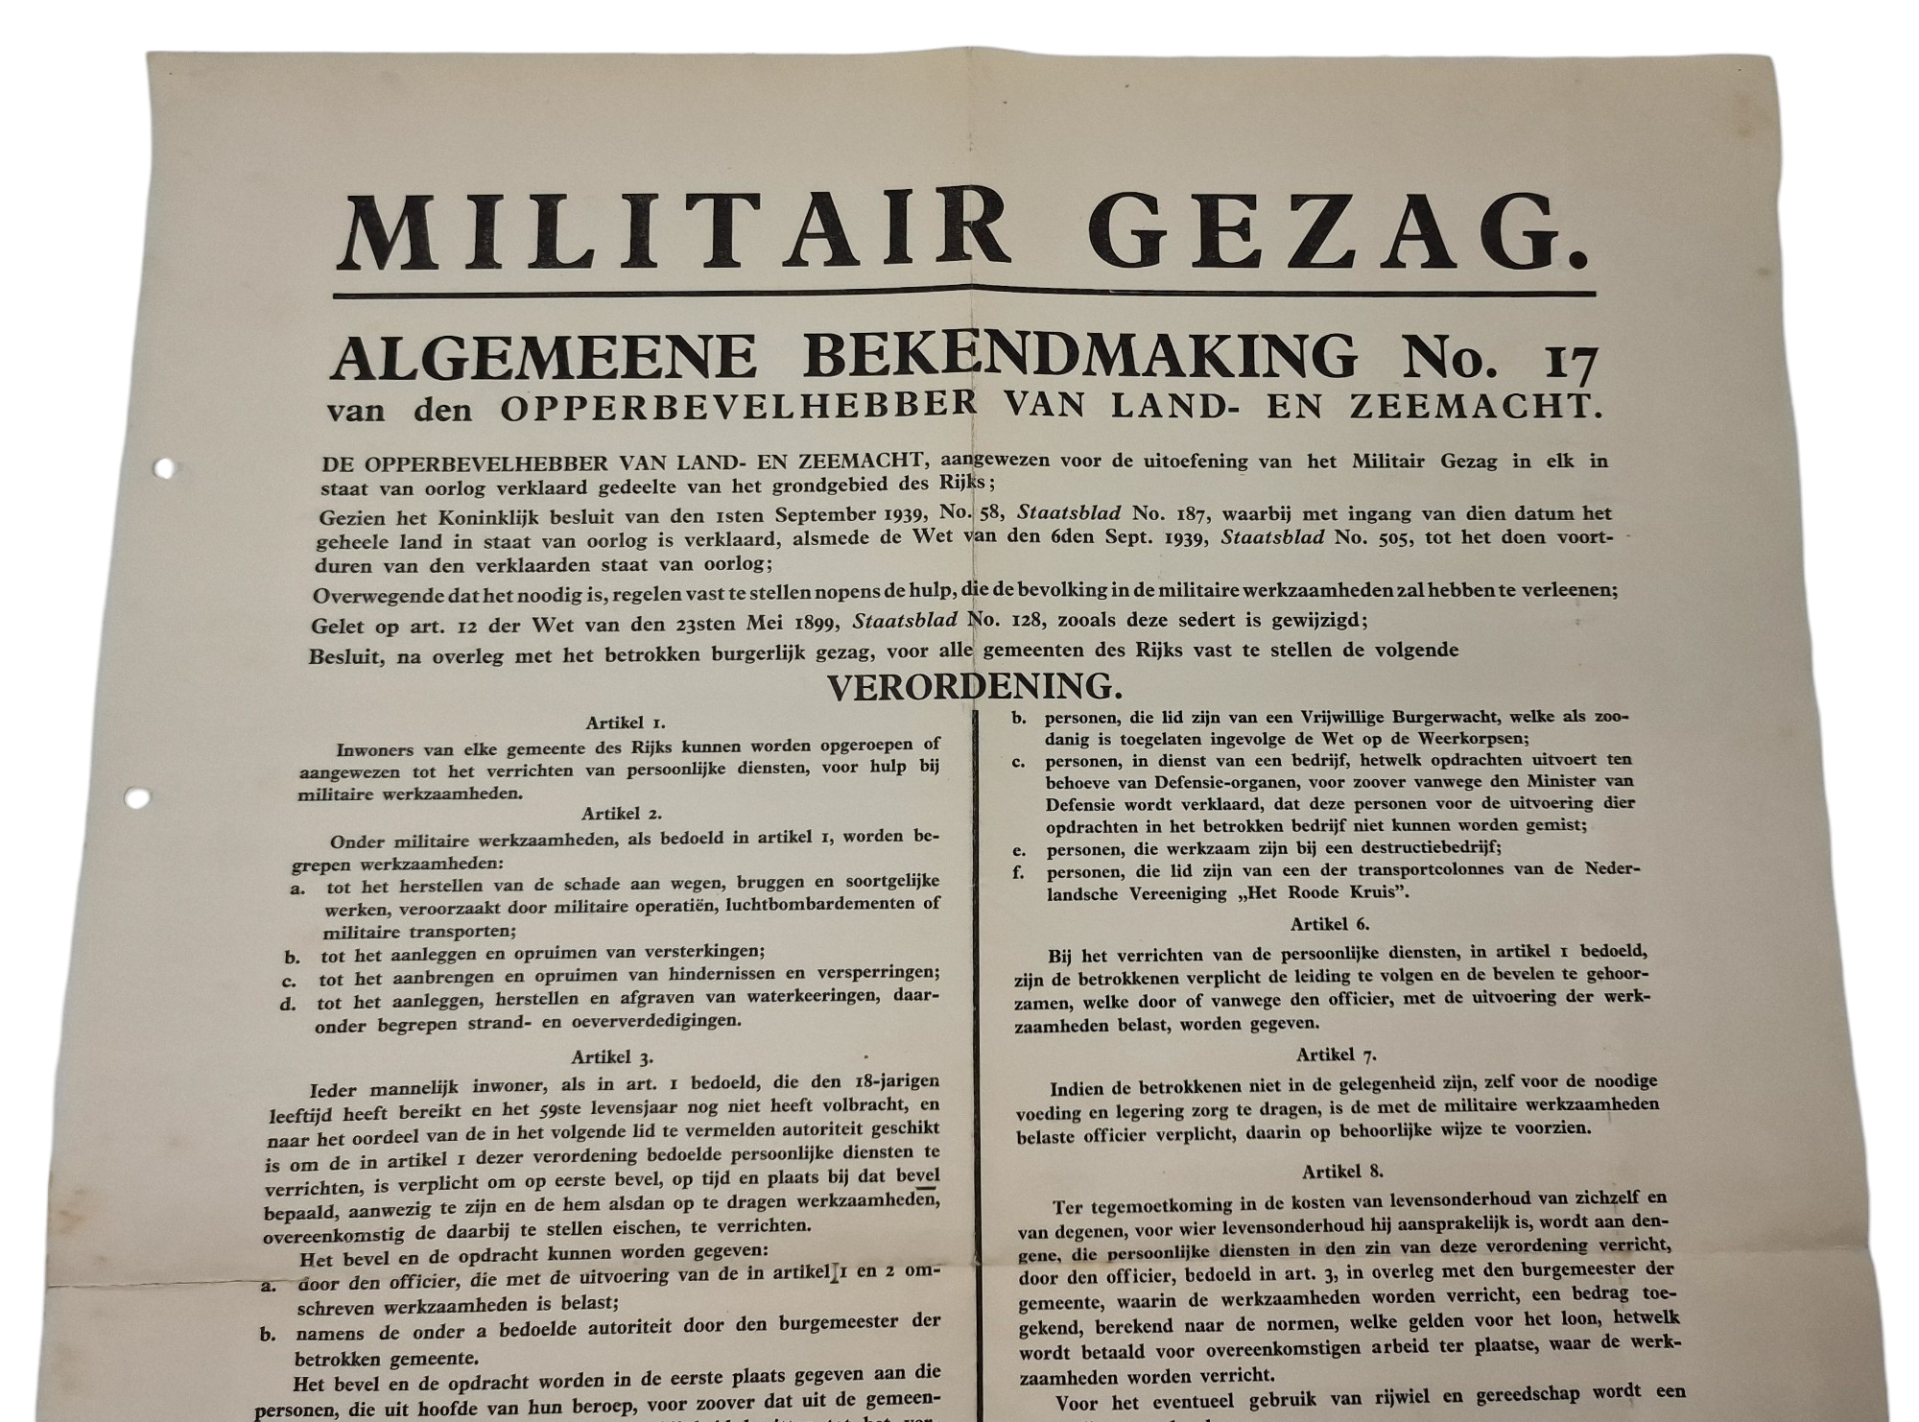 MILITAIR GEZAG.
ALGEMEENE BEKENDMAKING No. 17
van den OPPERBEVELHEBBER VAN LAND- EN ZEEMACHT.
DE OPPERBEVELHEBBER VAN LAND- EN ZEEMACHT, aangewezen voor de uitoefening van het Militair Gezag in elk in
staat van oorlog verklaard gedeelte van het grondgebied des Rijks;
Gezien het Koninklijk besluit van den 1sten September 1939, No. 58, Staatsblad No. 187, waarbij met ingang van dien datum het
geheele land in staat van oorlog is verklaard, alsmede de Wet van den 6den Sept. 1939, Staatsblad No. 505, tot het doen voort-
duren van den verklaarden staat van oorlog;
Overwegende dat het noodig is, regelen vast te stellen nopens de hulp, die de bevolking in de militaire werkzaamheden zal hebben te verleenen;
Gelet op art. 12 der Wet van den 23sten Mei 1899, Staatsblad No. 128, zooals deze sedert is gewijzigd;
Besluit, na overleg met het betrokken burgerlijk gezag, voor alle gemeenten des Rijks vast te stellen de volgende
VERORDENING.
Artikel 1.
Inwoners van elke gemeente des Rijks kunnen worden opgeroepen of
aangewezen tot het verrichten van persoonlijke diensten, voor hulp bij
militaire werkzaamheden.
Artikel 2.
Onder militaire werkzaamheden, als bedoeld in artikel 1, worden be-
grepen werkzaamheden:
a. tot het herstellen van de schade aan wegen, bruggen en soortgelijke
werken, veroorzaakt door militaire operatiën, luchtbombardementen of
militaire transporten;
b. tot het aanleggen en opruimen van versterkingen;
c. tot het aanbrengen en opruimen van hindernissen en versperringen;
d. tot het aanleggen, herstellen en afgraven van waterkeeringen, daar-
onder begrepen strand- en oeververdedigingen.
Artikel 3.
Ieder mannelijk inwoner, als in art. 1 bedoeld, die den 18-jarigen
leeftijd heeft bereikt en het 59ste levensjaar nog niet heeft volbracht, en
naar het oordeel van de in het volgende lid te vermelden autoriteit geschikt
is om de in artikel 1 dezer verordening bedoelde persoonlijke diensten te
verrichten, is verplicht om op eerste bevel, op tijd en plaats bij dat bevel
bepaald, aanwezig te zijn en de hem alsdan op te dragen werkzaamheden,
overeenkomstig de daarbij te stellen eischen, te verrichten.
Het bevel en de opdracht kunnen worden gegeven:
a. door den officier, die met de uitvoering van de in artikel 1 en 2 om-
schreven werkzaamheden is belast;
b. namens de onder a bedoelde autoriteit door den burgemeester der
betrokken gemeente.
Het bevel en de opdracht worden in de eerste plaats gegeven aan die
personen, die uit hoofde van hun beroep, voor zoover dat uit de gemeen-
b. personen, die lid zijn van een Vrijwillige Burgerwacht, welke als zoo-
danig is toegelaten ingevolge de Wet op de Weerkorpsen;
c. personen, in dienst van een bedrijf, hetwelk opdrachten uitvoert ten
behoeve van Defensie-organen, voor zoover vanwege den Minister van
Defensie wordt verklaard, dat deze personen voor de uitvoering dier
opdrachten in het betrokken bedrijf niet kunnen worden gemist;
e. personen, die werkzaam zijn bij een destructiebedrijf;
f. personen, die lid zijn van een der transportcolonnes van de Neder-
landsche Vereeniging „Het Roode Kruis”.
Artikel 6.
Bij het verrichten van de persoonlijke diensten, in artikel 1 bedoeld,
zijn de betrokkenen verplicht de leiding te volgen en de bevelen te gehoor-
zamen, welke door of vanwege den officier, met de uitvoering der werk-
zaamheden belast, worden gegeven.
Artikel 7.
Indien de betrokkenen niet in de gelegenheid zijn, zelf voor de noodige
voeding en legering zorg te dragen, is de met de militaire werkzaamheden
belaste officier verplicht, daarin op behoorlijke wijze te voorzien.
Artikel 8.
Ter tegemoetkoming in de kosten van levensonderhoud van zichzelf en
van degenen, voor wier levensonderhoud hij aansprakelijk is, wordt aan den-
gene, die persoonlijke diensten in den zin van deze verordening verricht,
door den officier, bedoeld in art. 3, in overleg met den burgemeester der
gemeente, waarin de werkzaamheden worden verricht, een bedrag toe-
gekend, berekend naar de normen, welke gelden voor het loon, hetwelk
wordt betaald voor overeenkomstigen arbeid ter plaatse, waar de werk-
zaamheden worden verricht.
Voor het eventueel gebruik van rijwiel en gereedschap wordt een